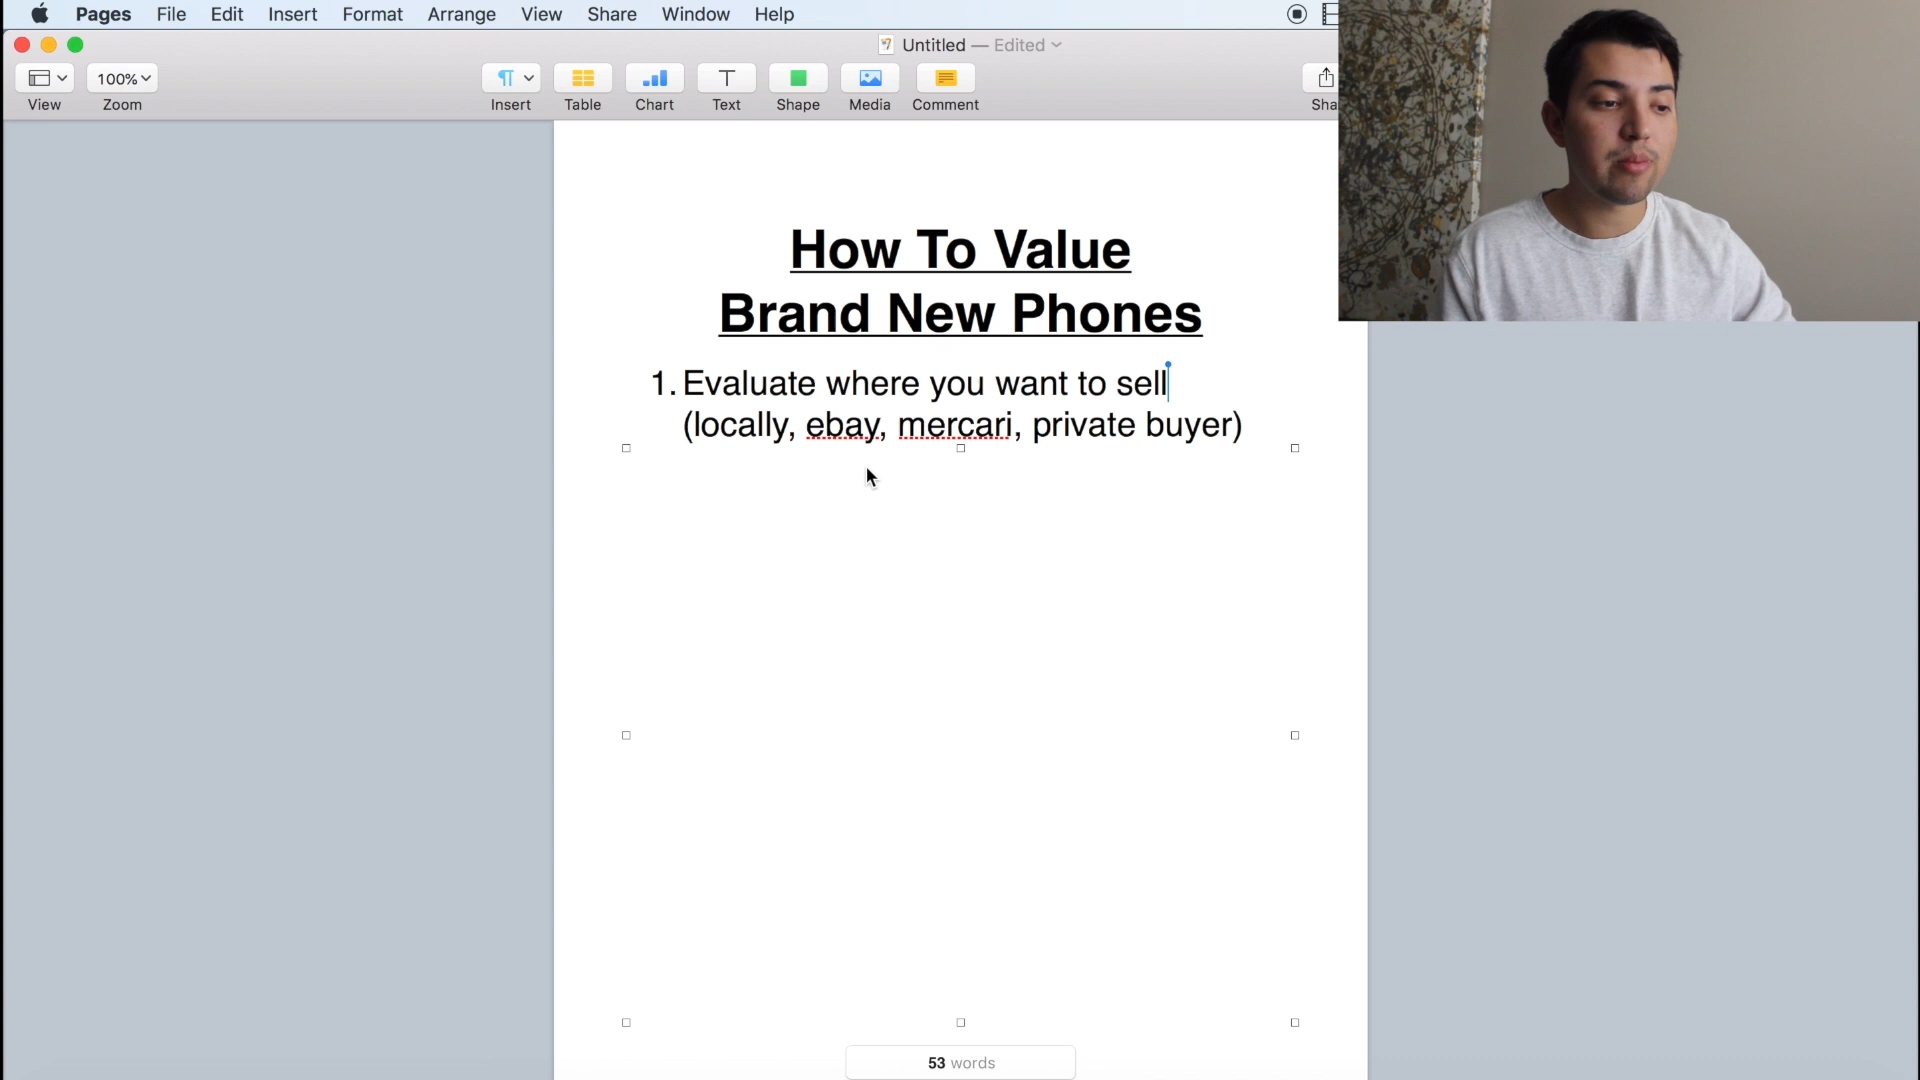 Pages File Edit Insert Format Arrange View Share Window Help
Untitled — Edited
100%
View Zoom Insert Table Chart Text Shape Media Comment Sha
How To Value
Brand New Phones
1. Evaluate where you want to sell
(locally, ebay, mercari, private buyer)
53 words